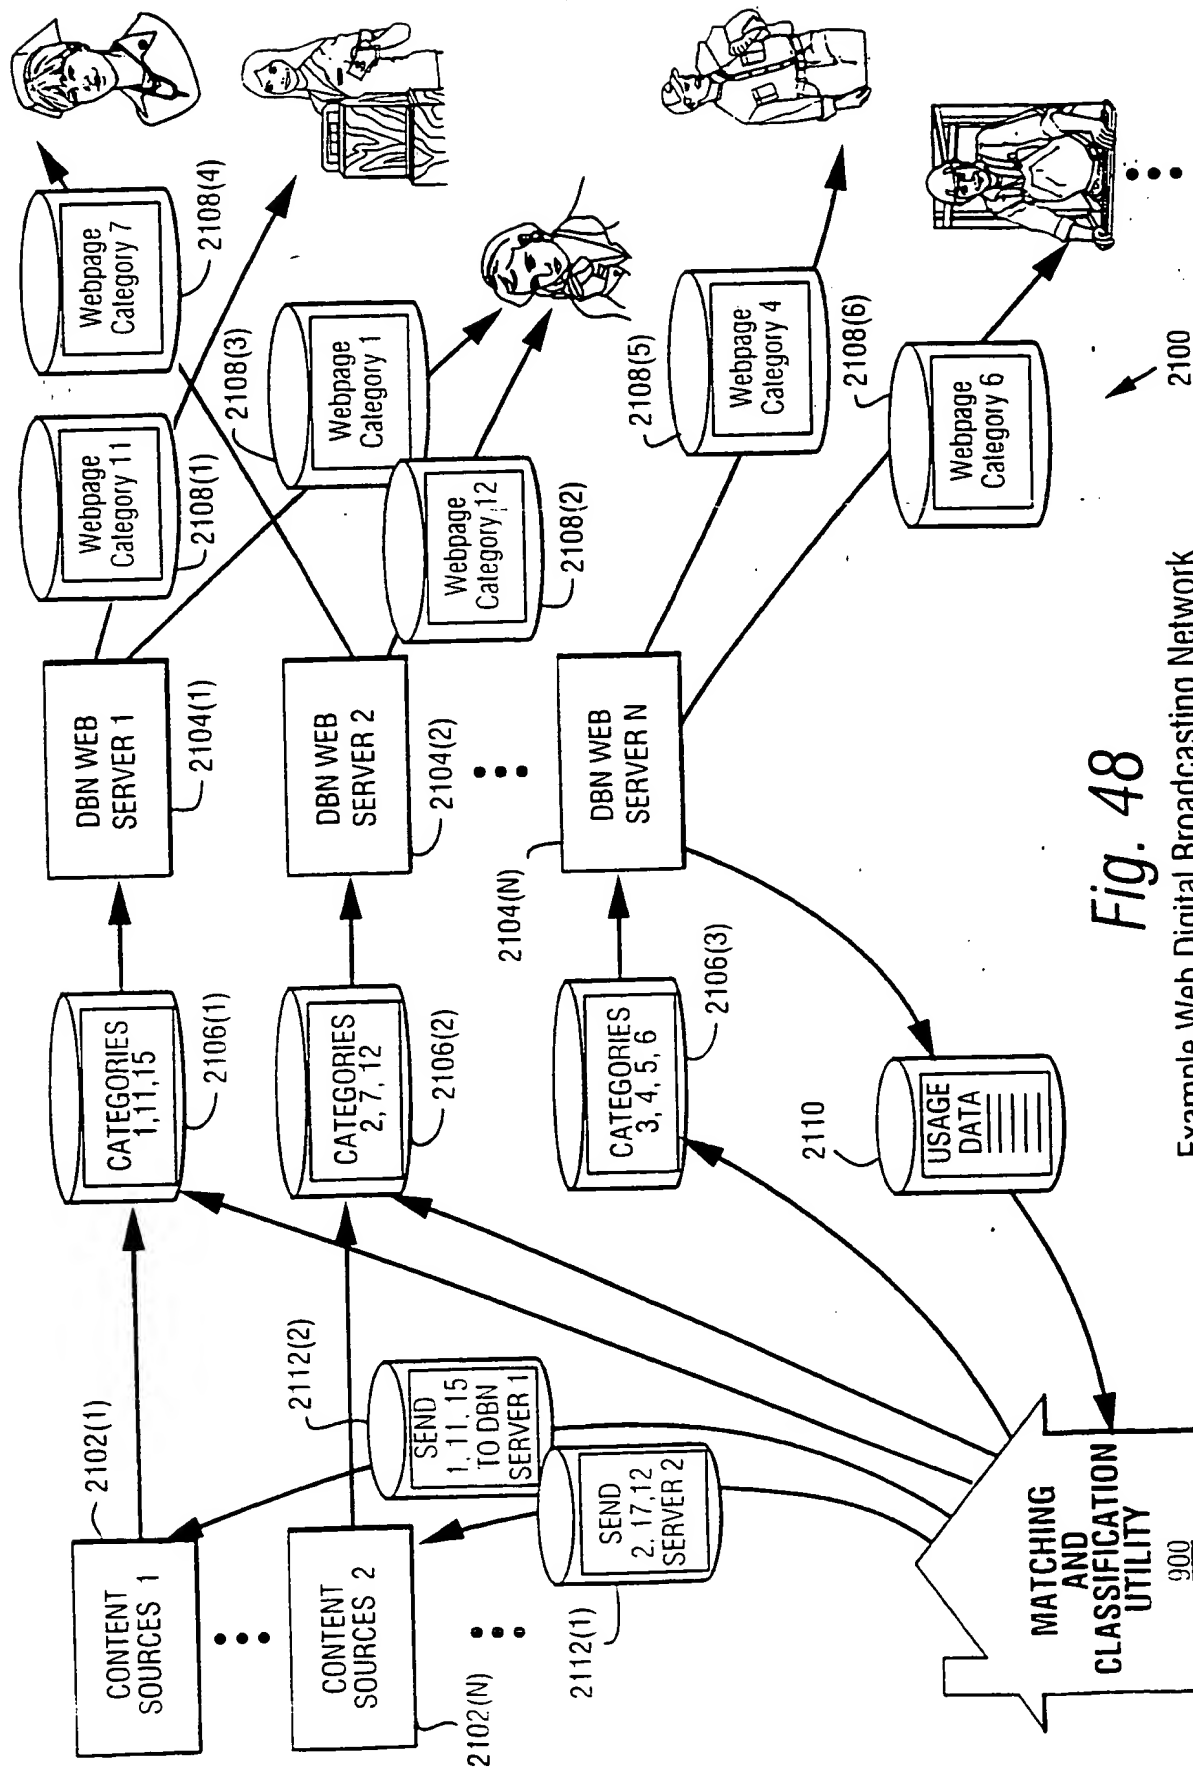 CONTENT
SOURCES 1
2102(1)
CONTENT
SOURCES 2
2102(N)
SEND
1, 11, 15
TO DBN
SERVER 1
2112(2)
SEND
2, 17, 12
SERVER 2
2112(1)
MATCHING
AND
CLASSIFICATION
UTILITY
900
CATEGORIES
1,11,15
2106(1)
CATEGORIES
2, 7, 12
2106(2)
CATEGORIES
3, 4, 5, 6
2106(3)
USAGE
DATA
2110
DBN WEB
SERVER 1
2104(1)
DBN WEB
SERVER 2
2104(2)
DBN WEB
SERVER N
2104(N)
Webpage
Category 11
2108(1)
Webpage
Category 7
2108(4)
Webpage
Category 1
2108(3)
Webpage
Category 12
2108(2)
Webpage
Category 4
2108(5)
Webpage
Category 6
2108(6)
2100
Fig. 48
Example Web Digital Broadcasting Network